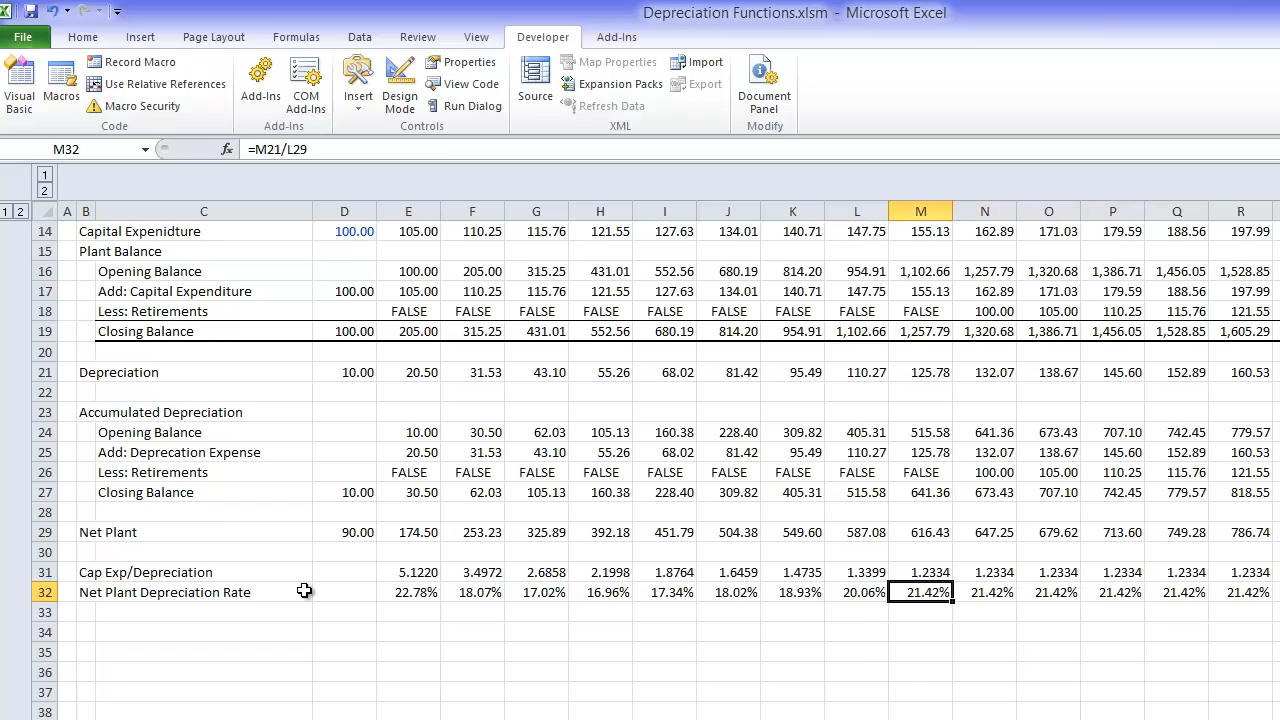 Depreciation Functions.xlsm - Microsoft Excel
File Home Insert Page Layout Formulas Data Review View Developer Add-Ins
Visual Basic Macros Record Macro Use Relative References Macro Security Code
Add-Ins COM Add-Ins Add-Ins
Insert Design Mode Properties View Code Run Dialog Controls
Source Map Properties Expansion Packs Refresh Data Import Export XML
Document Panel Modify
M32 fx =M21/L29
1
2
1 2 A B C D E F G H I J K L M N O P Q R
14 Capital Expenditure 100.00 105.00 110.25 115.76 121.55 127.63 134.01 140.71 147.75 155.13 162.89 171.03 179.59 188.56 197.99
15 Plant Balance
16 Opening Balance 100.00 205.00 315.25 431.01 552.56 680.19 814.20 954.91 1,102.66 1,257.79 1,320.68 1,386.71 1,456.05 1,528.85
17 Add: Capital Expenditure 100.00 105.00 110.25 115.76 121.55 127.63 134.01 140.71 147.75 155.13 162.89 171.03 179.59 188.56 197.99
18 Less: Retirements FALSE FALSE FALSE FALSE FALSE FALSE FALSE FALSE FALSE 100.00 105.00 110.25 115.76 121.55
19 Closing Balance 100.00 205.00 315.25 431.01 552.56 680.19 814.20 954.91 1,102.66 1,257.79 1,320.68 1,386.71 1,456.05 1,528.85 1,605.29
20
21 Depreciation 10.00 20.50 31.53 43.10 55.26 68.02 81.42 95.49 110.27 125.78 132.07 138.67 145.60 152.89 160.53
22
23 Accumulated Depreciation
24 Opening Balance 10.00 30.50 62.03 105.13 160.38 228.40 309.82 405.31 515.58 641.36 673.43 707.10 742.45 779.57
25 Add: Deprecation Expense 20.50 31.53 43.10 55.26 68.02 81.42 95.49 110.27 125.78 132.07 138.67 145.60 152.89 160.53
26 Less: Retirements FALSE FALSE FALSE FALSE FALSE FALSE FALSE FALSE FALSE 100.00 105.00 110.25 115.76 121.55
27 Closing Balance 10.00 30.50 62.03 105.13 160.38 228.40 309.82 405.31 515.58 641.36 673.43 707.10 742.45 779.57 818.55
28
29 Net Plant 90.00 174.50 253.23 325.89 392.18 451.79 504.38 549.60 587.08 616.43 647.25 679.62 713.60 749.28 786.74
30
31 Cap Exp/Depreciation 5.1220 3.4972 2.6858 2.1998 1.8764 1.6459 1.4735 1.3399 1.2334 1.2334 1.2334 1.2334 1.2334 1.2334
32 Net Plant Depreciation Rate 22.78% 18.07% 17.02% 16.96% 17.34% 18.02% 18.93% 20.06% 21.42% 21.42% 21.42% 21.42% 21.42% 21.42%
33
34
35
36
37
38